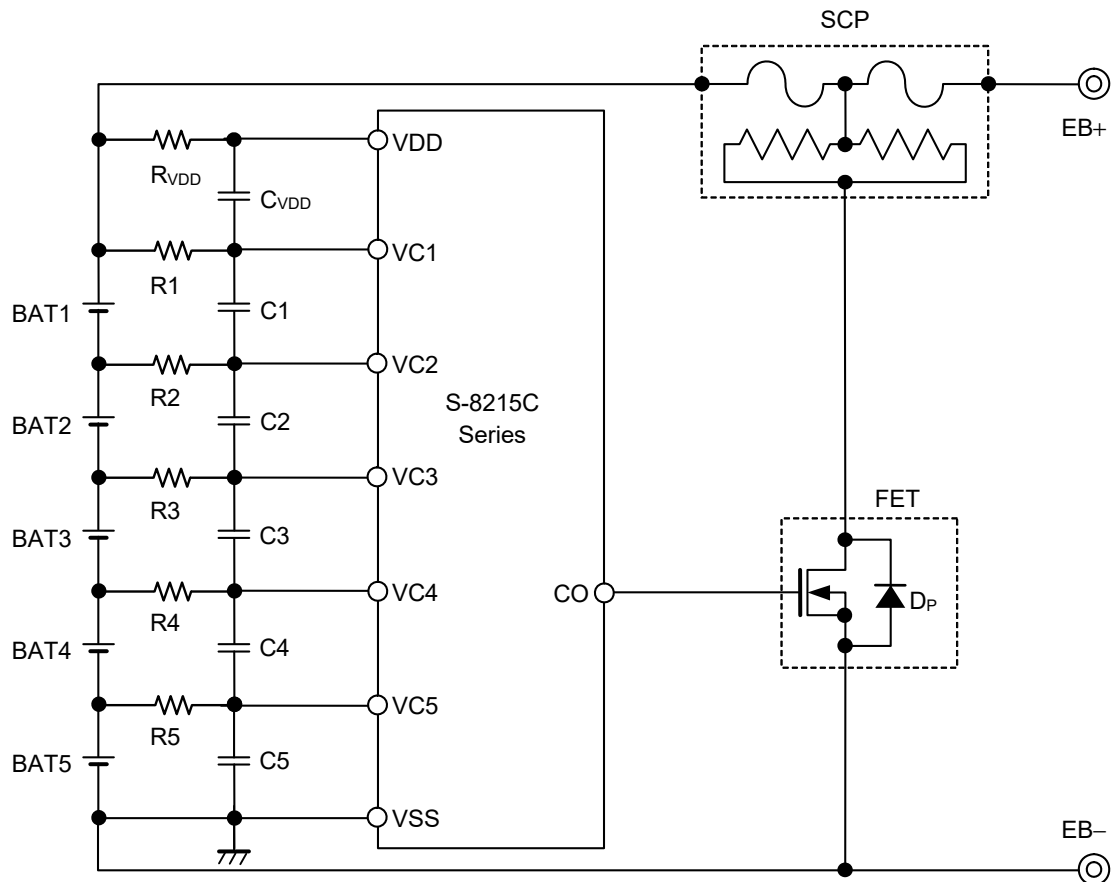 SCP
EB+
VDD
RVDD
CVDD
VC1
R1
BAT1
C1
VC2
R2
S-8215C
Series
BAT2
C2
VC3
R3
FET
BAT3
C3
CO
VC4
DP
R4
BAT4
C4
VC5
R5
BAT5
C5
VSS
EB−